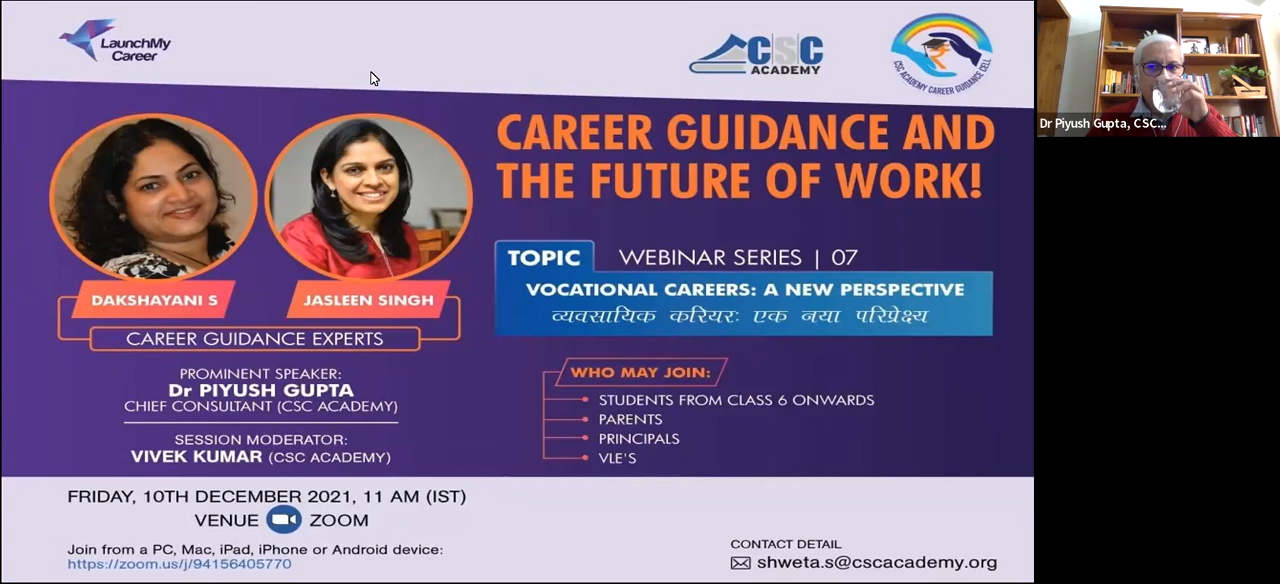 LaunchMy
Career
CSC
ACADEMY
CSC ACADEMY CAREER GUIDANCE CELL
Dr Piyush Gupta, CSC...
CAREER GUIDANCE AND
THE FUTURE OF WORK!
TOPIC
WEBINAR SERIES | 07
VOCATIONAL CAREERS: A NEW PERSPECTIVE
व्यवसायिक करियरः एक नया परिप्रेक्ष्य
DAKSHAYANI S
JASLEEN SINGH
CAREER GUIDANCE EXPERTS
PROMINENT SPEAKER:
Dr PIYUSH GUPTA
CHIEF CONSULTANT (CSC ACADEMY)
SESSION MODERATOR:
VIVEK KUMAR (CSC ACADEMY)
WHO MAY JOIN:
STUDENTS FROM CLASS 6 ONWARDS
PARENTS
PRINCIPALS
VLE'S
FRIDAY, 10TH DECEMBER 2021, 11 AM (IST)
VENUE ZOOM
Join from a PC, Mac, iPad, iPhone or Android device:
https://zoom.us/j/94156405770
CONTACT DETAIL
shweta.s@cscacademy.org